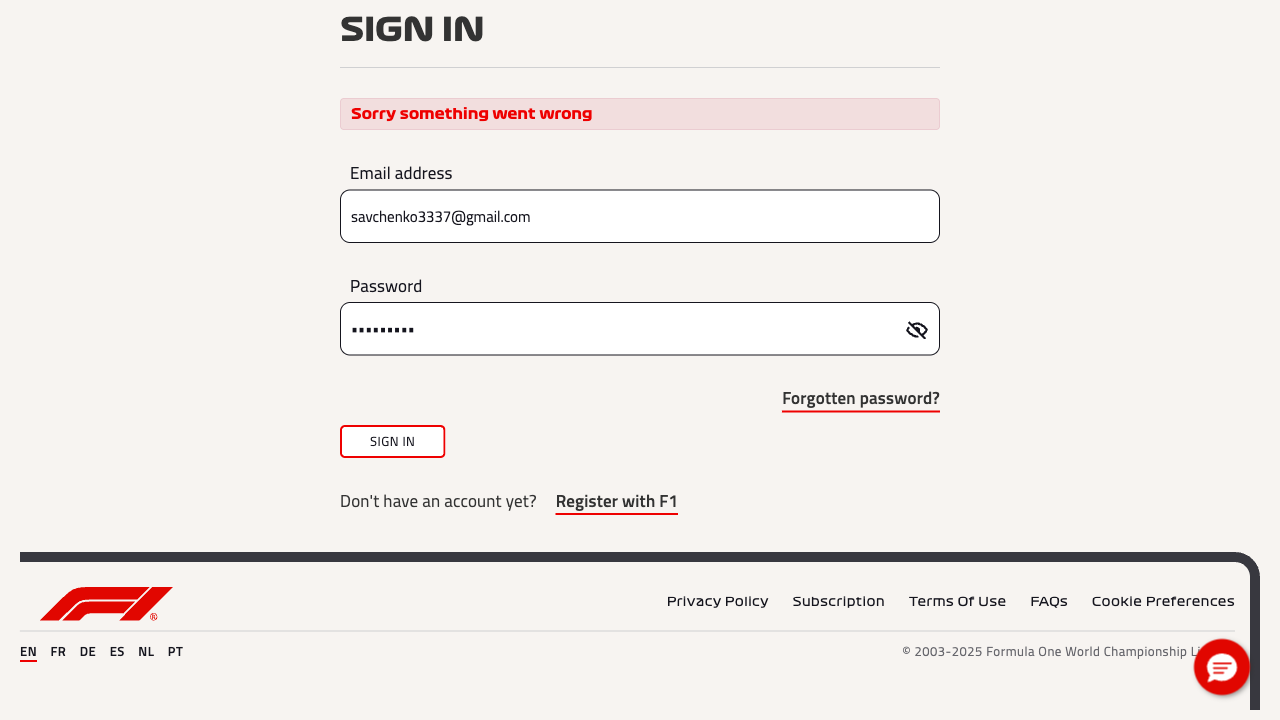 SIGN IN
Sorry something went wrong
Email address
savchenko3337@gmail.com
Password
Forgotten password?
SIGN IN
Don't have an account yet? Register with F1
F1®
Privacy Policy Subscription Terms Of Use FAQs Cookie Preferences
EN FR DE ES NL PT
© 2003-2025 Formula One World Championship